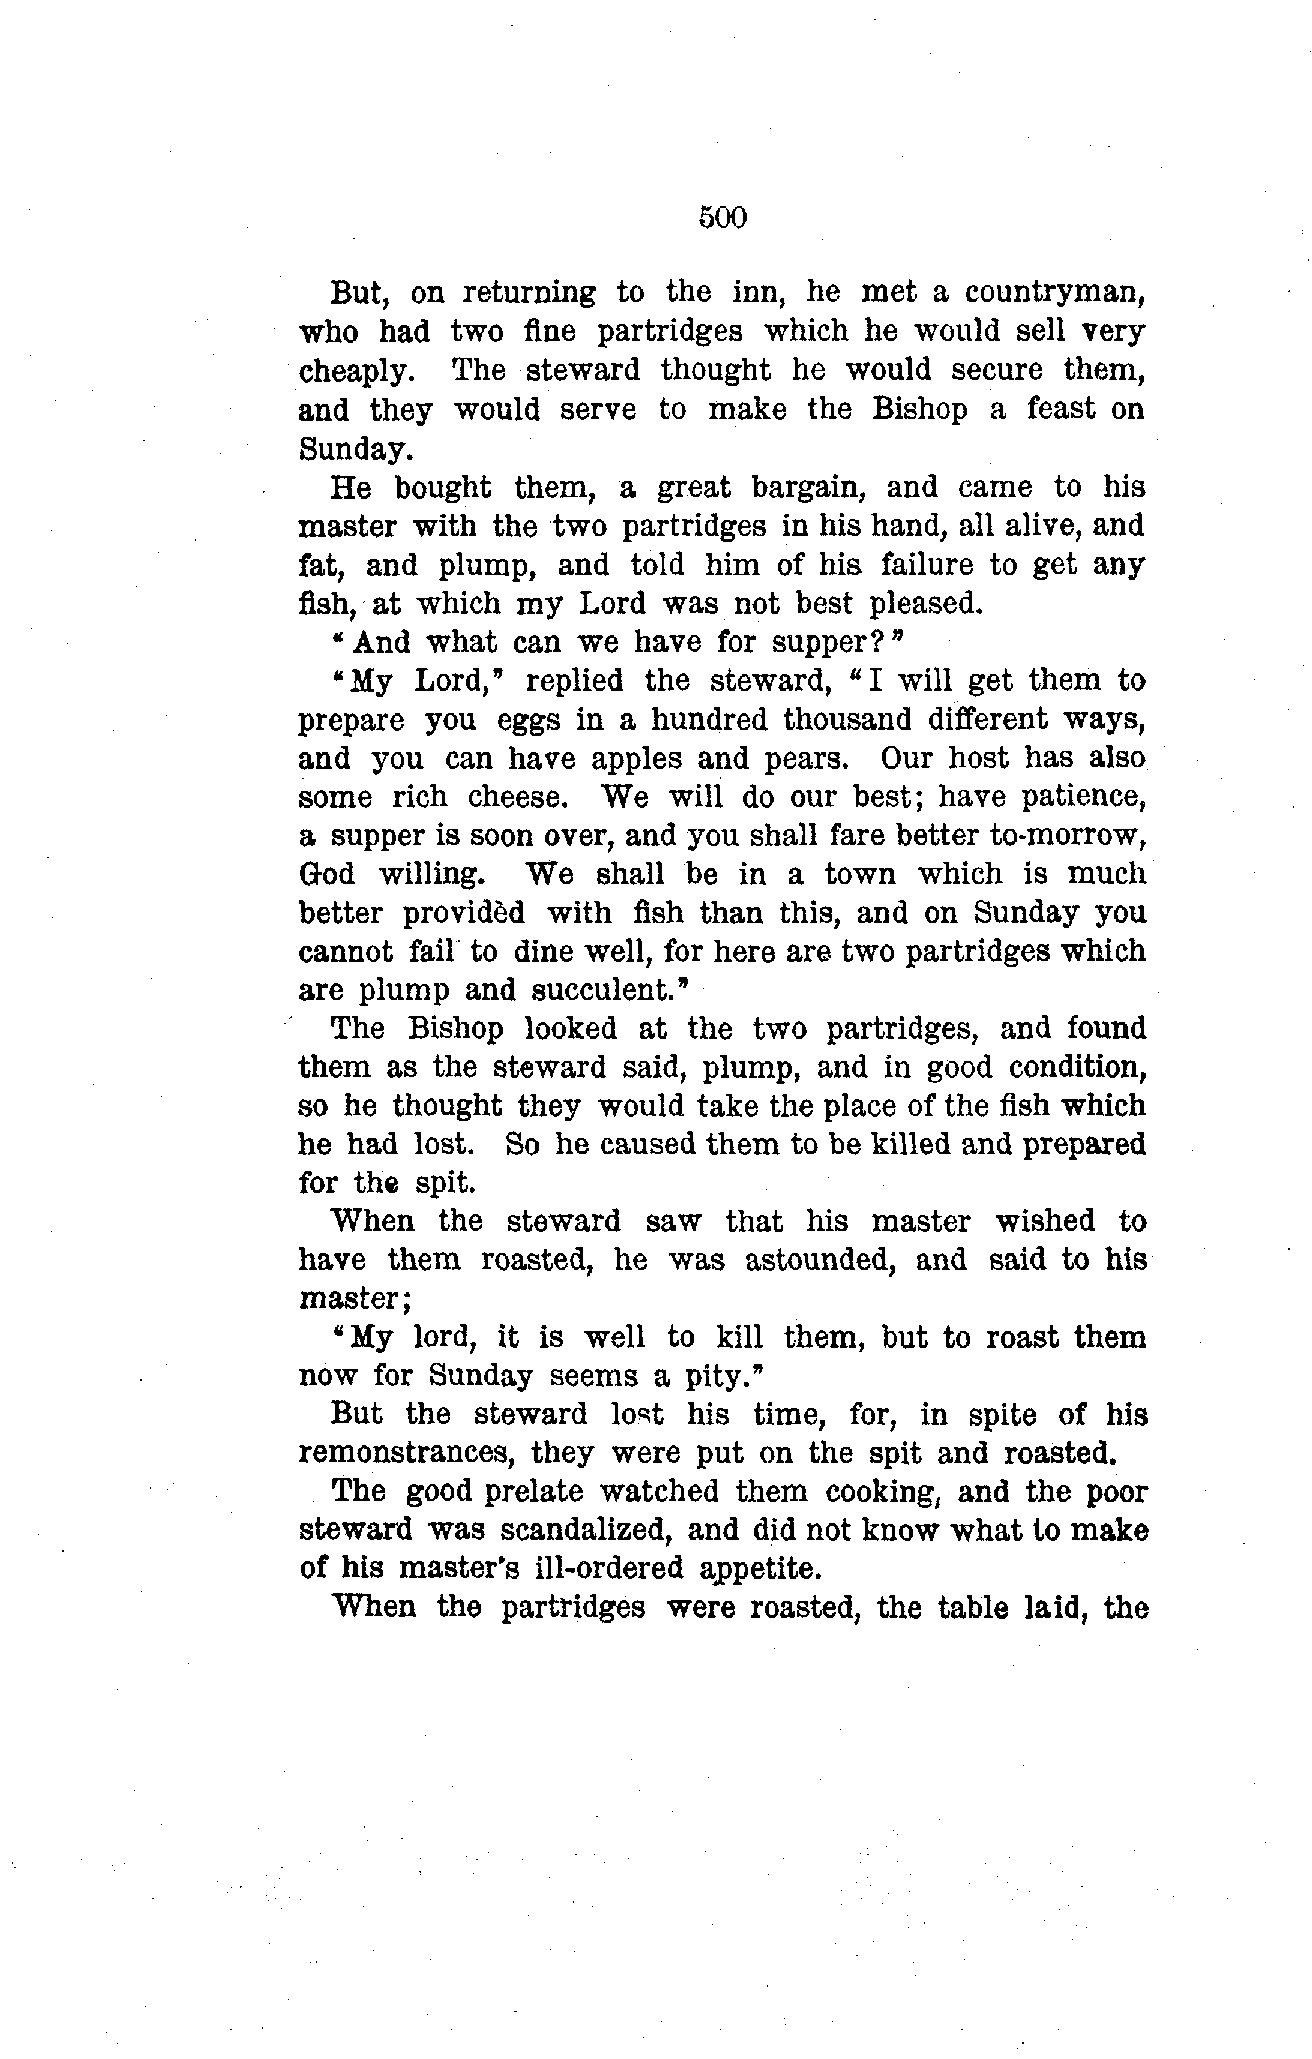 500
But, on returning to the inn, he met a countryman,
who had two fine partridges which he would sell very
cheaply. The steward thought he would secure them,
and they would serve to make the Bishop a feast on
Sunday.
He bought them, a great bargain, and came to his
master with the two partridges in his hand, all alive, and
fat, and plump, and told him of his failure to get any
fish, at which my Lord was not best pleased.
“And what can we have for supper?”
“My Lord,” replied the steward, “I will get them to
prepare you eggs in a hundred thousand different ways,
and you can have apples and pears. Our host has also
some rich cheese. We will do our best; have patience,
a supper is soon over, and you shall fare better to-morrow,
God willing. We shall be in a town which is much
better providèd with fish than this, and on Sunday you
cannot fail to dine well, for here are two partridges which
are plump and succulent.”
The Bishop looked at the two partridges, and found
them as the steward said, plump, and in good condition,
so he thought they would take the place of the fish which
he had lost. So he caused them to be killed and prepared
for the spit.
When the steward saw that his master wished to
have them roasted, he was astounded, and said to his
master;
“My lord, it is well to kill them, but to roast them
now for Sunday seems a pity.”
But the steward lost his time, for, in spite of his
remonstrances, they were put on the spit and roasted.
The good prelate watched them cooking, and the poor
steward was scandalized, and did not know what to make
of his master's ill-ordered appetite.
When the partridges were roasted, the table laid, the